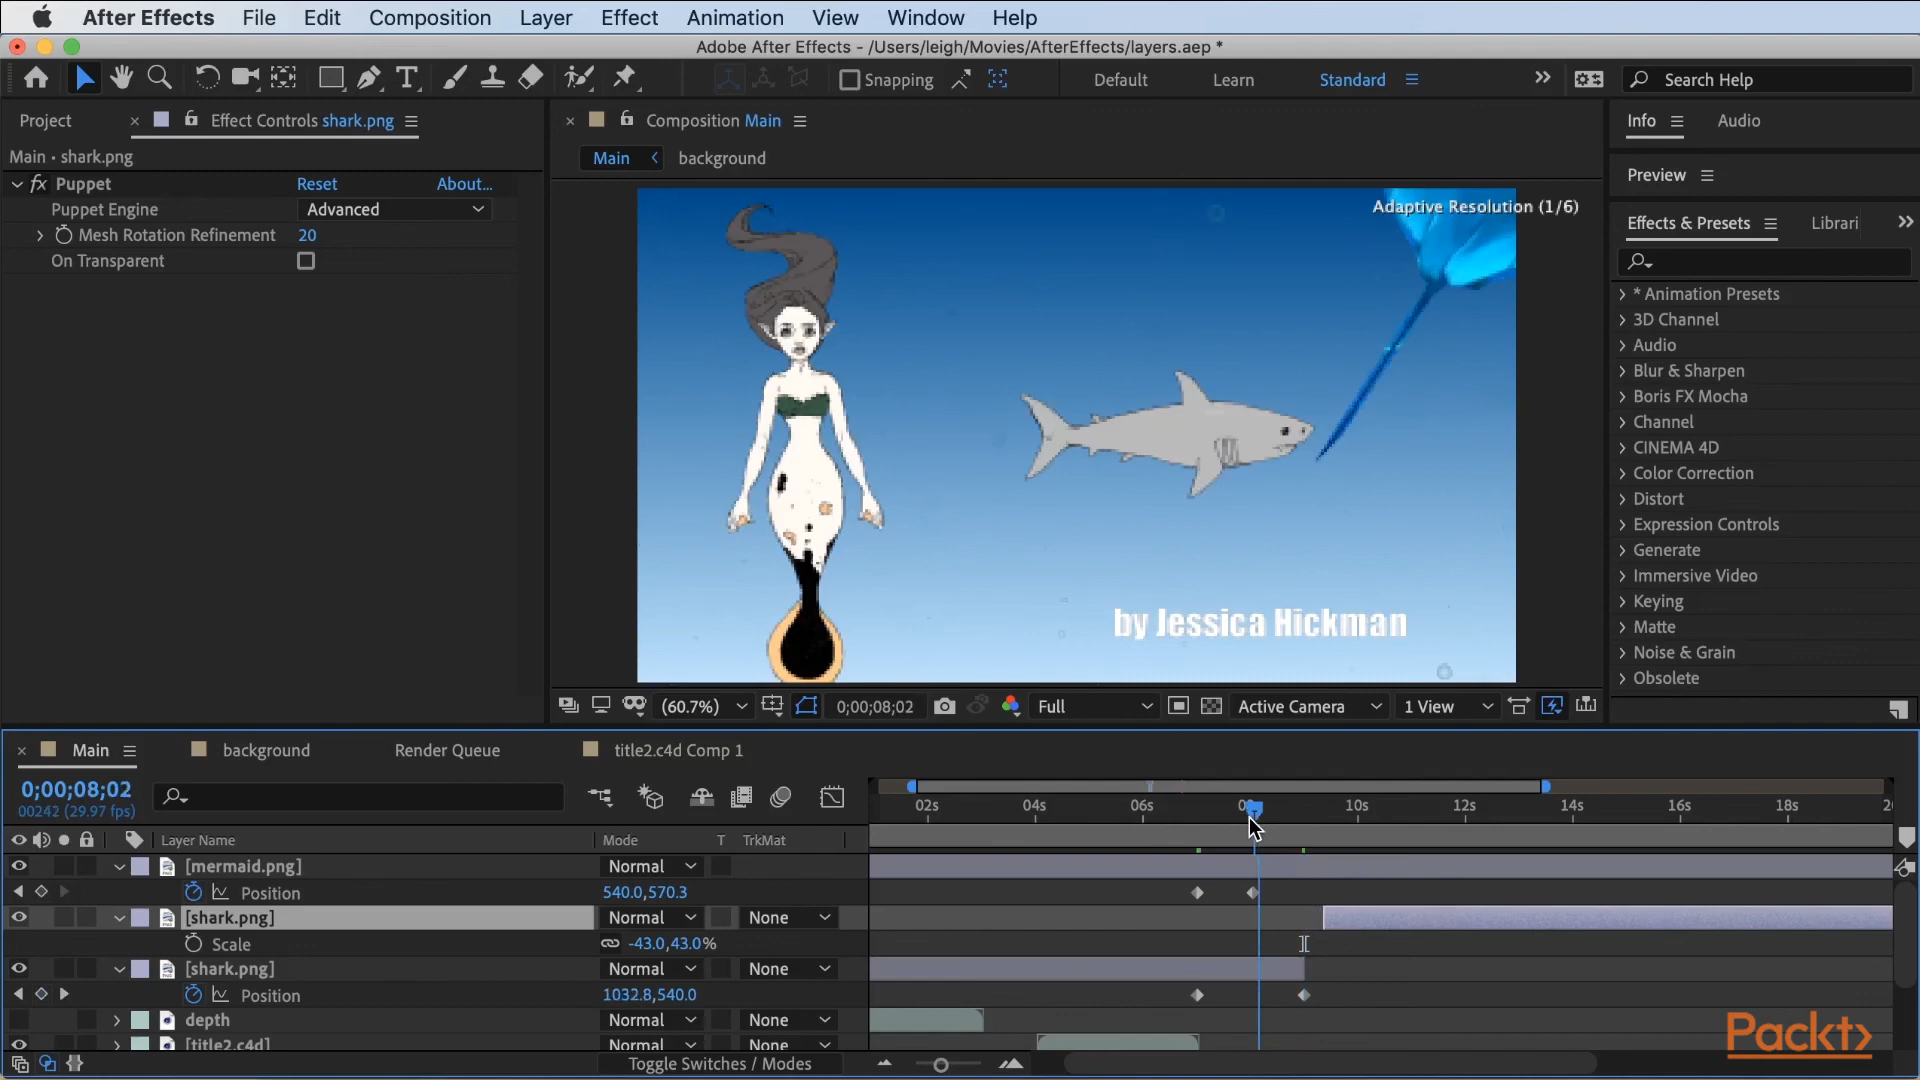 After Effects File Edit Composition Layer Effect Animation View Window Help
Adobe After Effects - /Users/leigh/Movies/AfterEffects/layers.aep *
Snapping Default Learn Standard Search Help
Project Effect Controls shark.png
Composition Main
Info Audio
Main • shark.png
Main background
fx Puppet Reset About...
Preview
Puppet Engine Advanced
Adaptive Resolution (1/6)
Effects & Presets Librari
Mesh Rotation Refinement 20
On Transparent
* Animation Presets
3D Channel
Audio
Blur & Sharpen
Boris FX Mocha
Channel
CINEMA 4D
Color Correction
Distort
Expression Controls
Generate
Immersive Video
Keying
Matte
Noise & Grain
Obsolete
by Jessica Hickman
(60.7%) 0;00;08;02 Full Active Camera 1 View
Main background Render Queue title2.c4d Comp 1
0;00;08;02
00242 (29.97 fps)
02s 04s 06s 10s 12s 14s 16s 18s
Layer Name Mode T TrkMat
[mermaid.png] Normal
Position 540.0,570.3
[shark.png] Normal None
Scale -43.0,43.0%
[shark.png] Normal None
Position 1032.8,540.0
depth Normal None
[title2.c4d] Normal None
Toggle Switches / Modes
Packt>